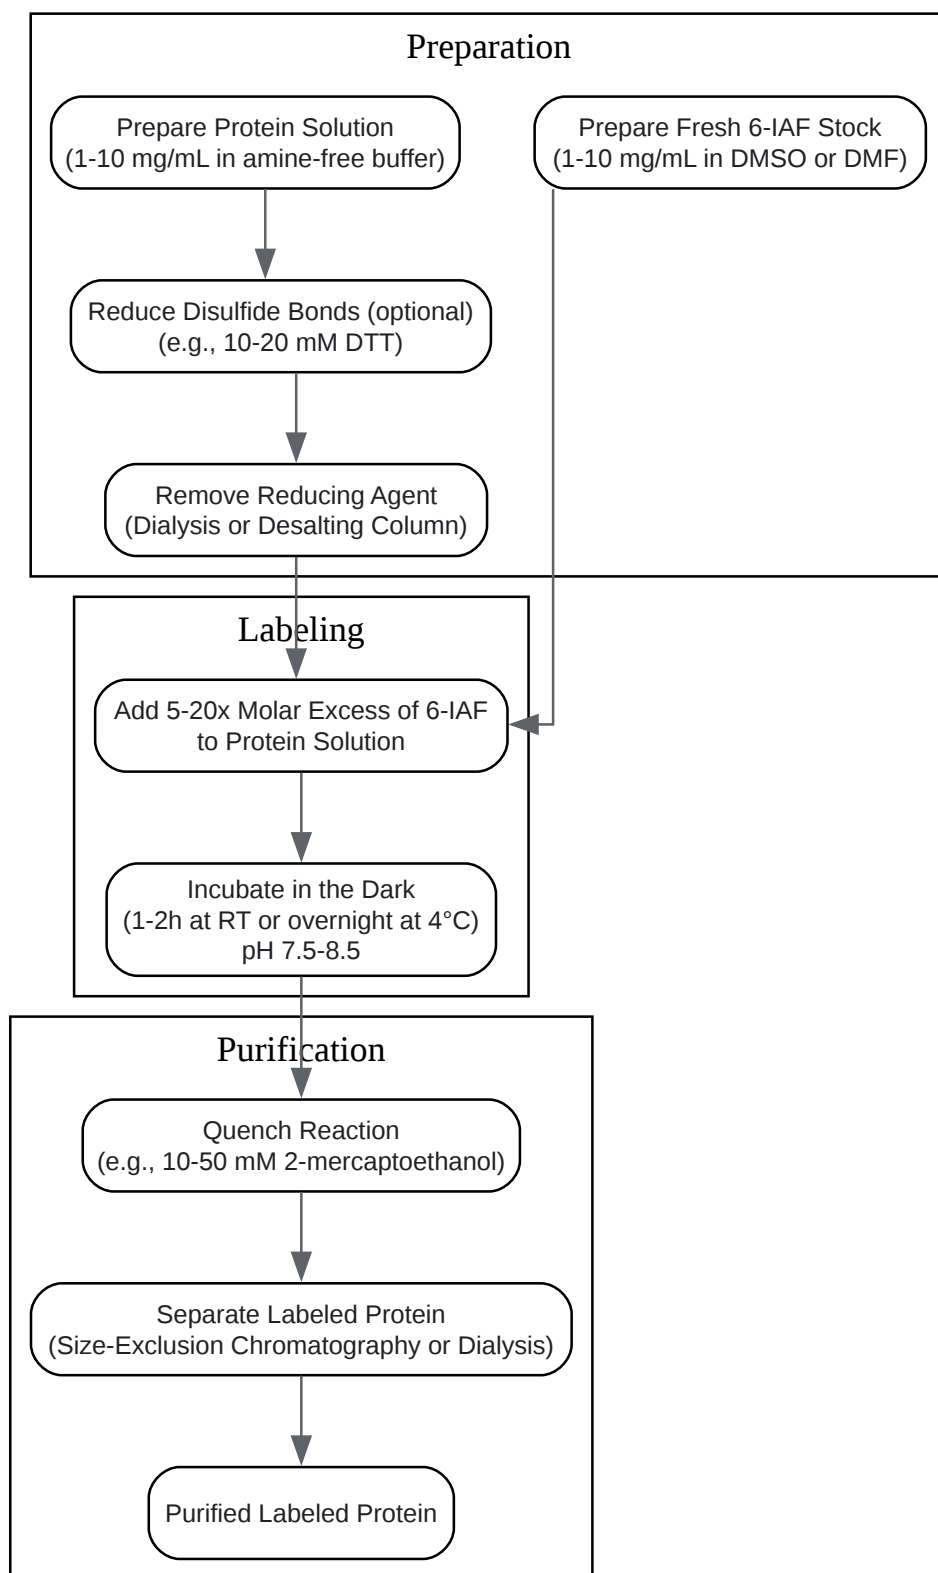 Preparation
Prepare Protein Solution
(1-10 mg/mL in amine-free buffer)
Prepare Fresh 6-IAF Stock
(1-10 mg/mL in DMSO or DMF)
Reduce Disulfide Bonds (optional)
(e.g., 10-20 mM DTT)
Remove Reducing Agent
(Dialysis or Desalting Column)
Labeling
Add 5-20x Molar Excess of 6-IAF
to Protein Solution
Incubate in the Dark
(1-2h at RT or overnight at 4°C)
pH 7.5-8.5
Purification
Quench Reaction
(e.g., 10-50 mM 2-mercaptoethanol)
Separate Labeled Protein
(Size-Exclusion Chromatography or Dialysis)
Purified Labeled Protein